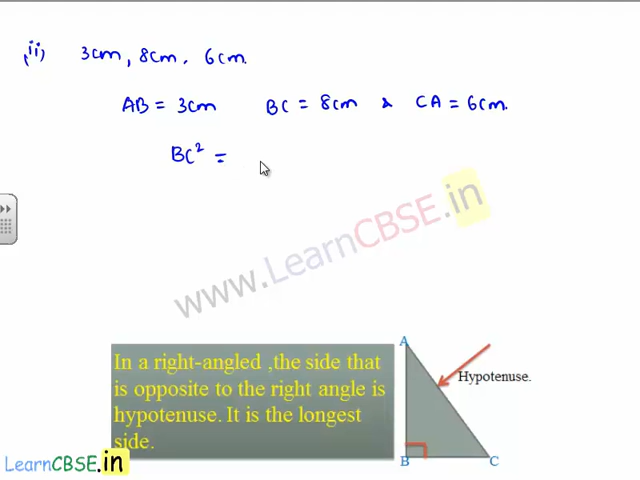 (ii) 3cm, 8cm, 6cm.
AB = 3cm BC = 8cm & CA = 6cm.
BC² =
www.LearnCBSE.in
In a right-angled ,the side that
is opposite to the right angle is
hypotenuse. It is the longest
side.
A
Hypotenuse.
B C
LearnCBSE.in